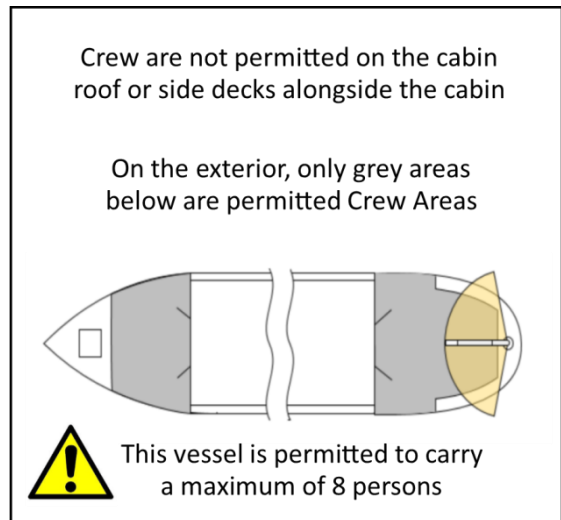 Crew are not permitted on the cabin
roof or side decks alongside the cabin
On the exterior, only grey areas
below are permitted Crew Areas
This vessel is permitted to carry
a maximum of 8 persons